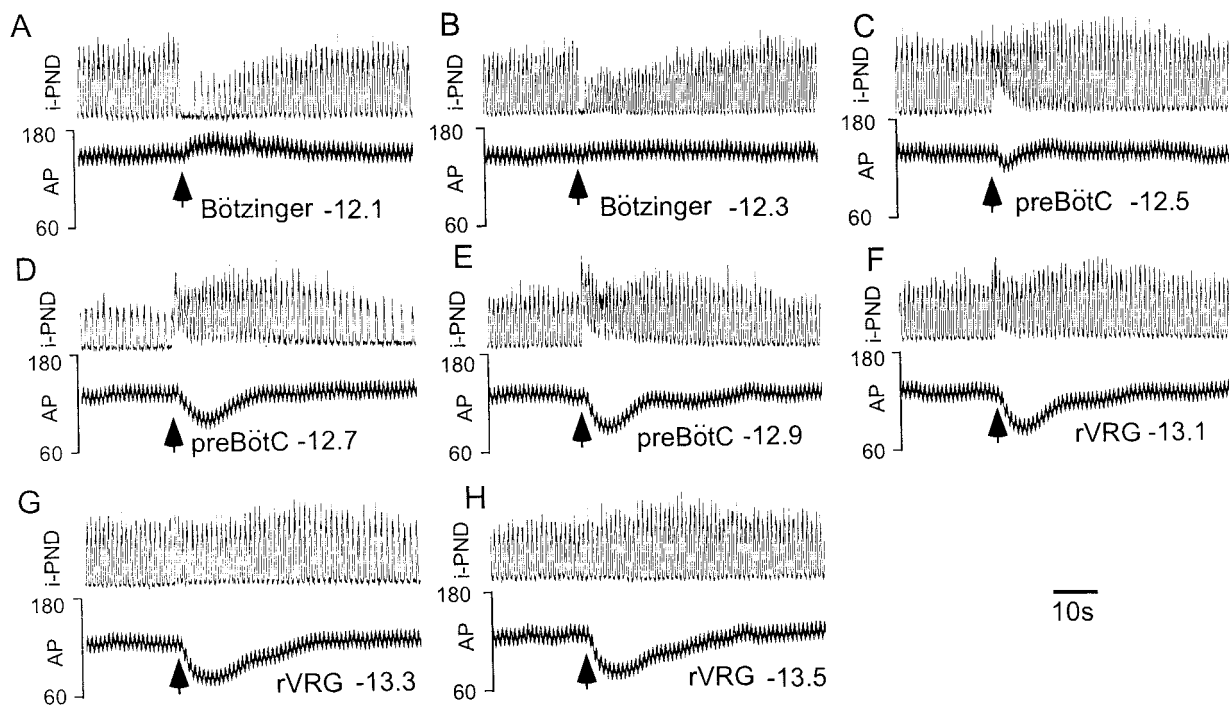 A
i-PND
180
AP
60
Bötzinger -12.1
B
i-PND
180
AP
60
Bötzinger -12.3
C
i-PND
180
AP
60
preBötC -12.5
D
i-PND
180
AP
60
preBötC -12.7
E
i-PND
180
AP
60
preBötC -12.9
F
i-PND
180
AP
60
rVRG -13.1
G
i-PND
180
AP
60
rVRG -13.3
H
i-PND
180
AP
60
rVRG -13.5
10s